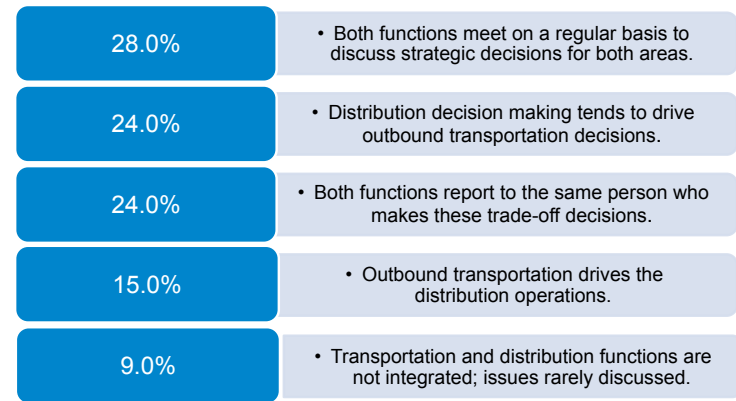 28.0%
• Both functions meet on a regular basis to
discuss strategic decisions for both areas.
24.0%
• Distribution decision making tends to drive
outbound transportation decisions.
24.0%
• Both functions report to the same person who
makes these trade-off decisions.
15.0%
• Outbound transportation drives the
distribution operations.
9.0%
• Transportation and distribution functions are
not integrated; issues rarely discussed.